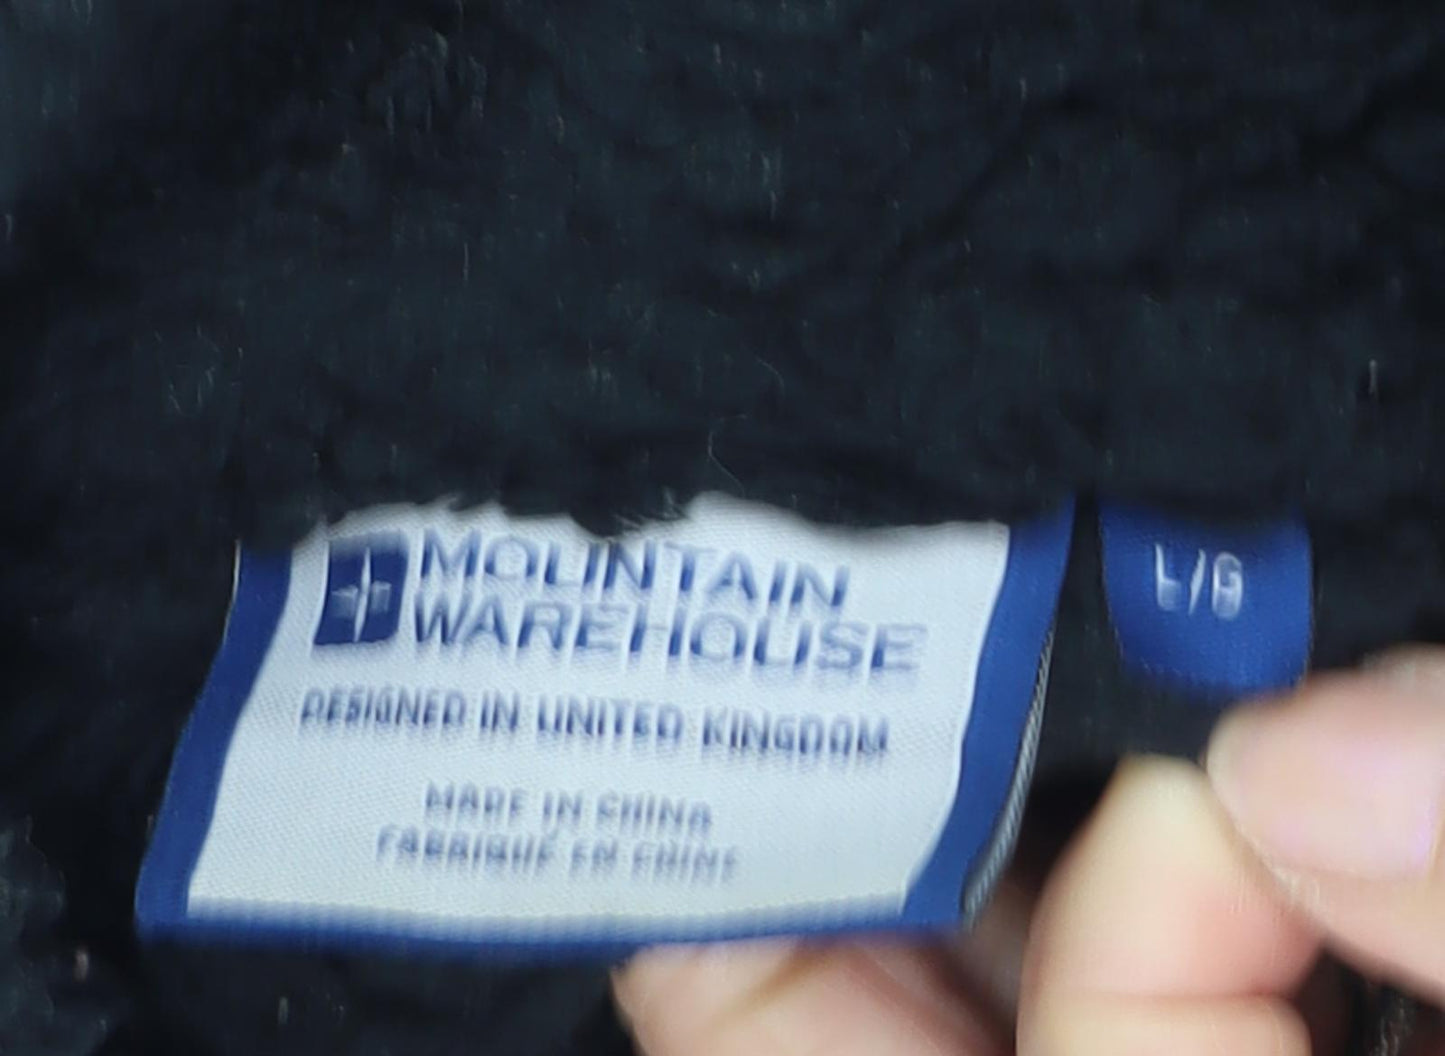 MOUNTAIN
WAREHOUSE
DESIGNED IN UNITED KINGDOM
MADE IN CHINA
FABRIQUE EN CHINE
L/G